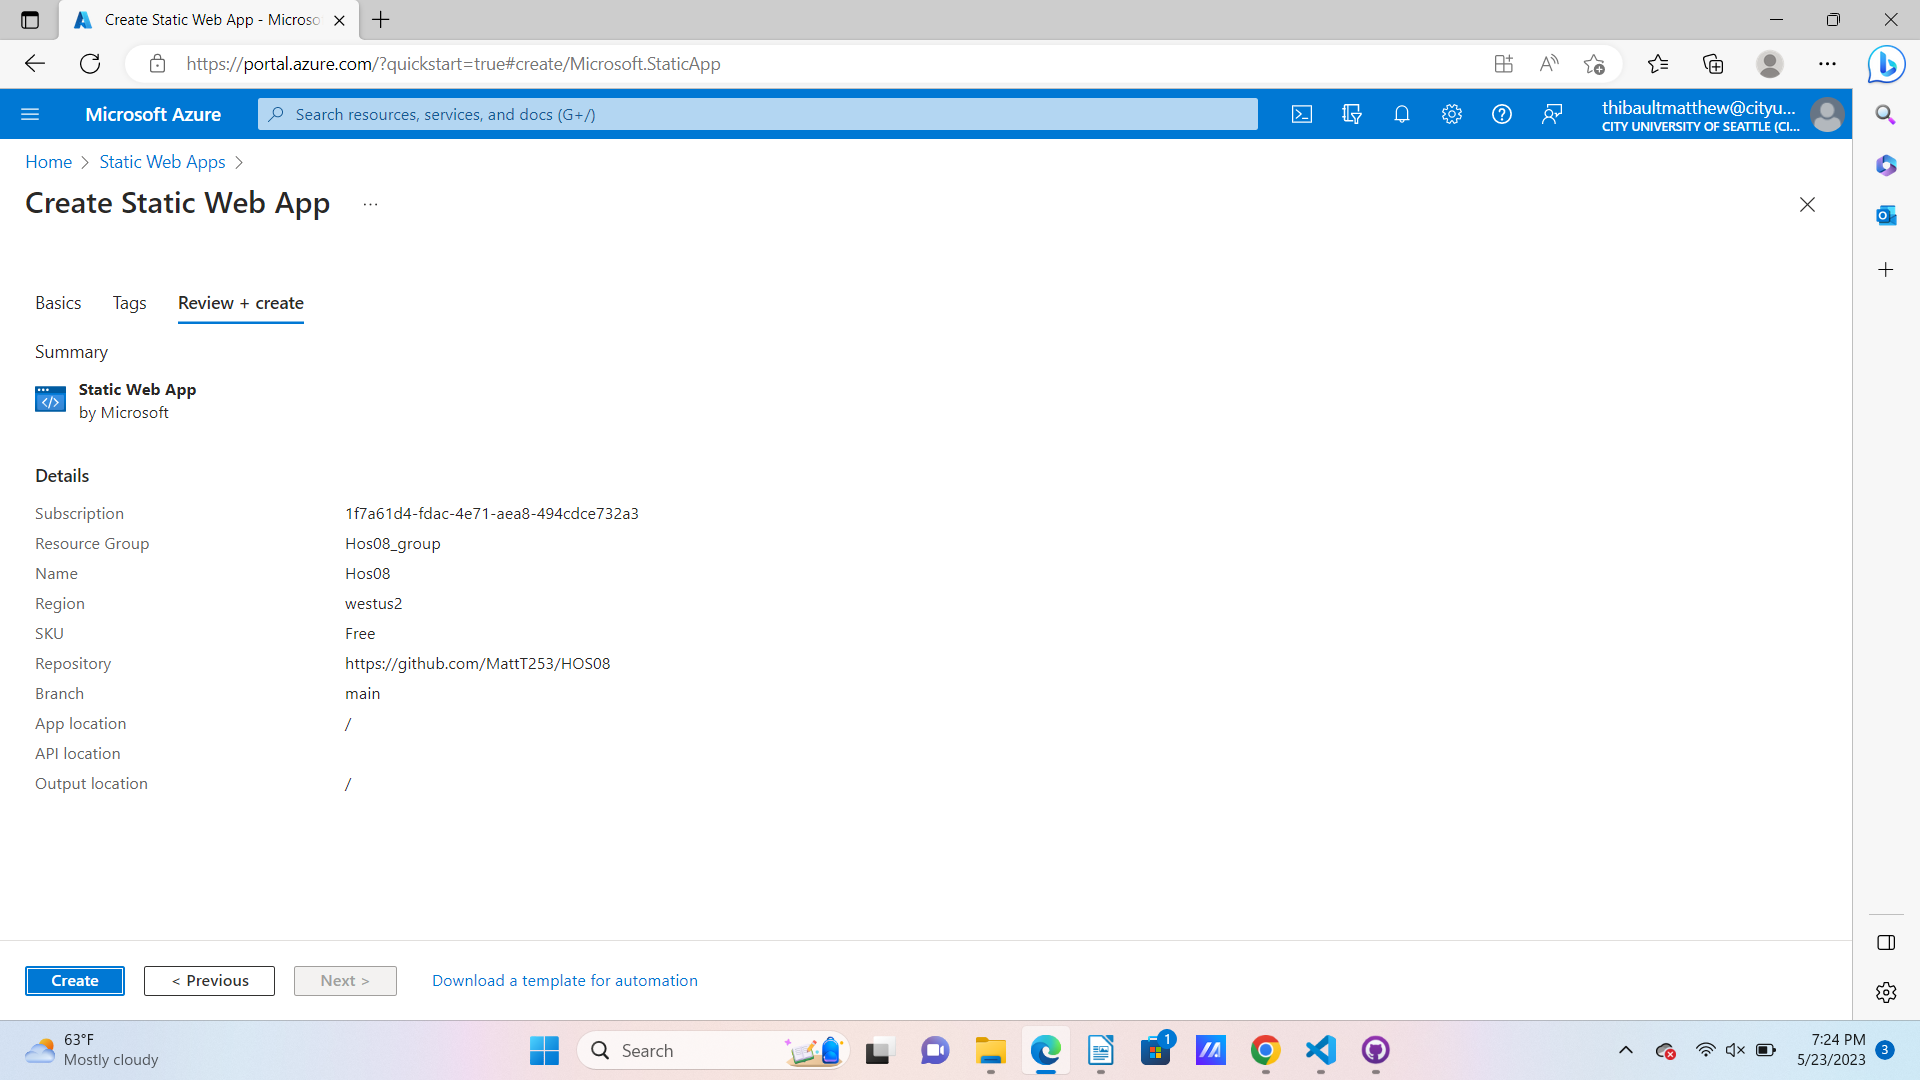 Create Static Web App - Microso
https://portal.azure.com/?quickstart=true#create/Microsoft.StaticApp
Microsoft Azure
Search resources, services, and docs (G+/)
thibaultmatthew@cityu...
CITY UNIVERSITY OF SEATTLE (CI...
Home > Static Web Apps >
Create Static Web App ...
Basics Tags Review + create
Summary
Static Web App
by Microsoft
Details
Subscription 1f7a61d4-fdac-4e71-aea8-494cdce732a3
Resource Group Hos08_group
Name Hos08
Region westus2
SKU Free
Repository https://github.com/MattT253/HOS08
Branch main
App location /
API location
Output location /
Create < Previous Next > Download a template for automation
63°F
Mostly cloudy
Search
1
7:24 PM
5/23/2023
3